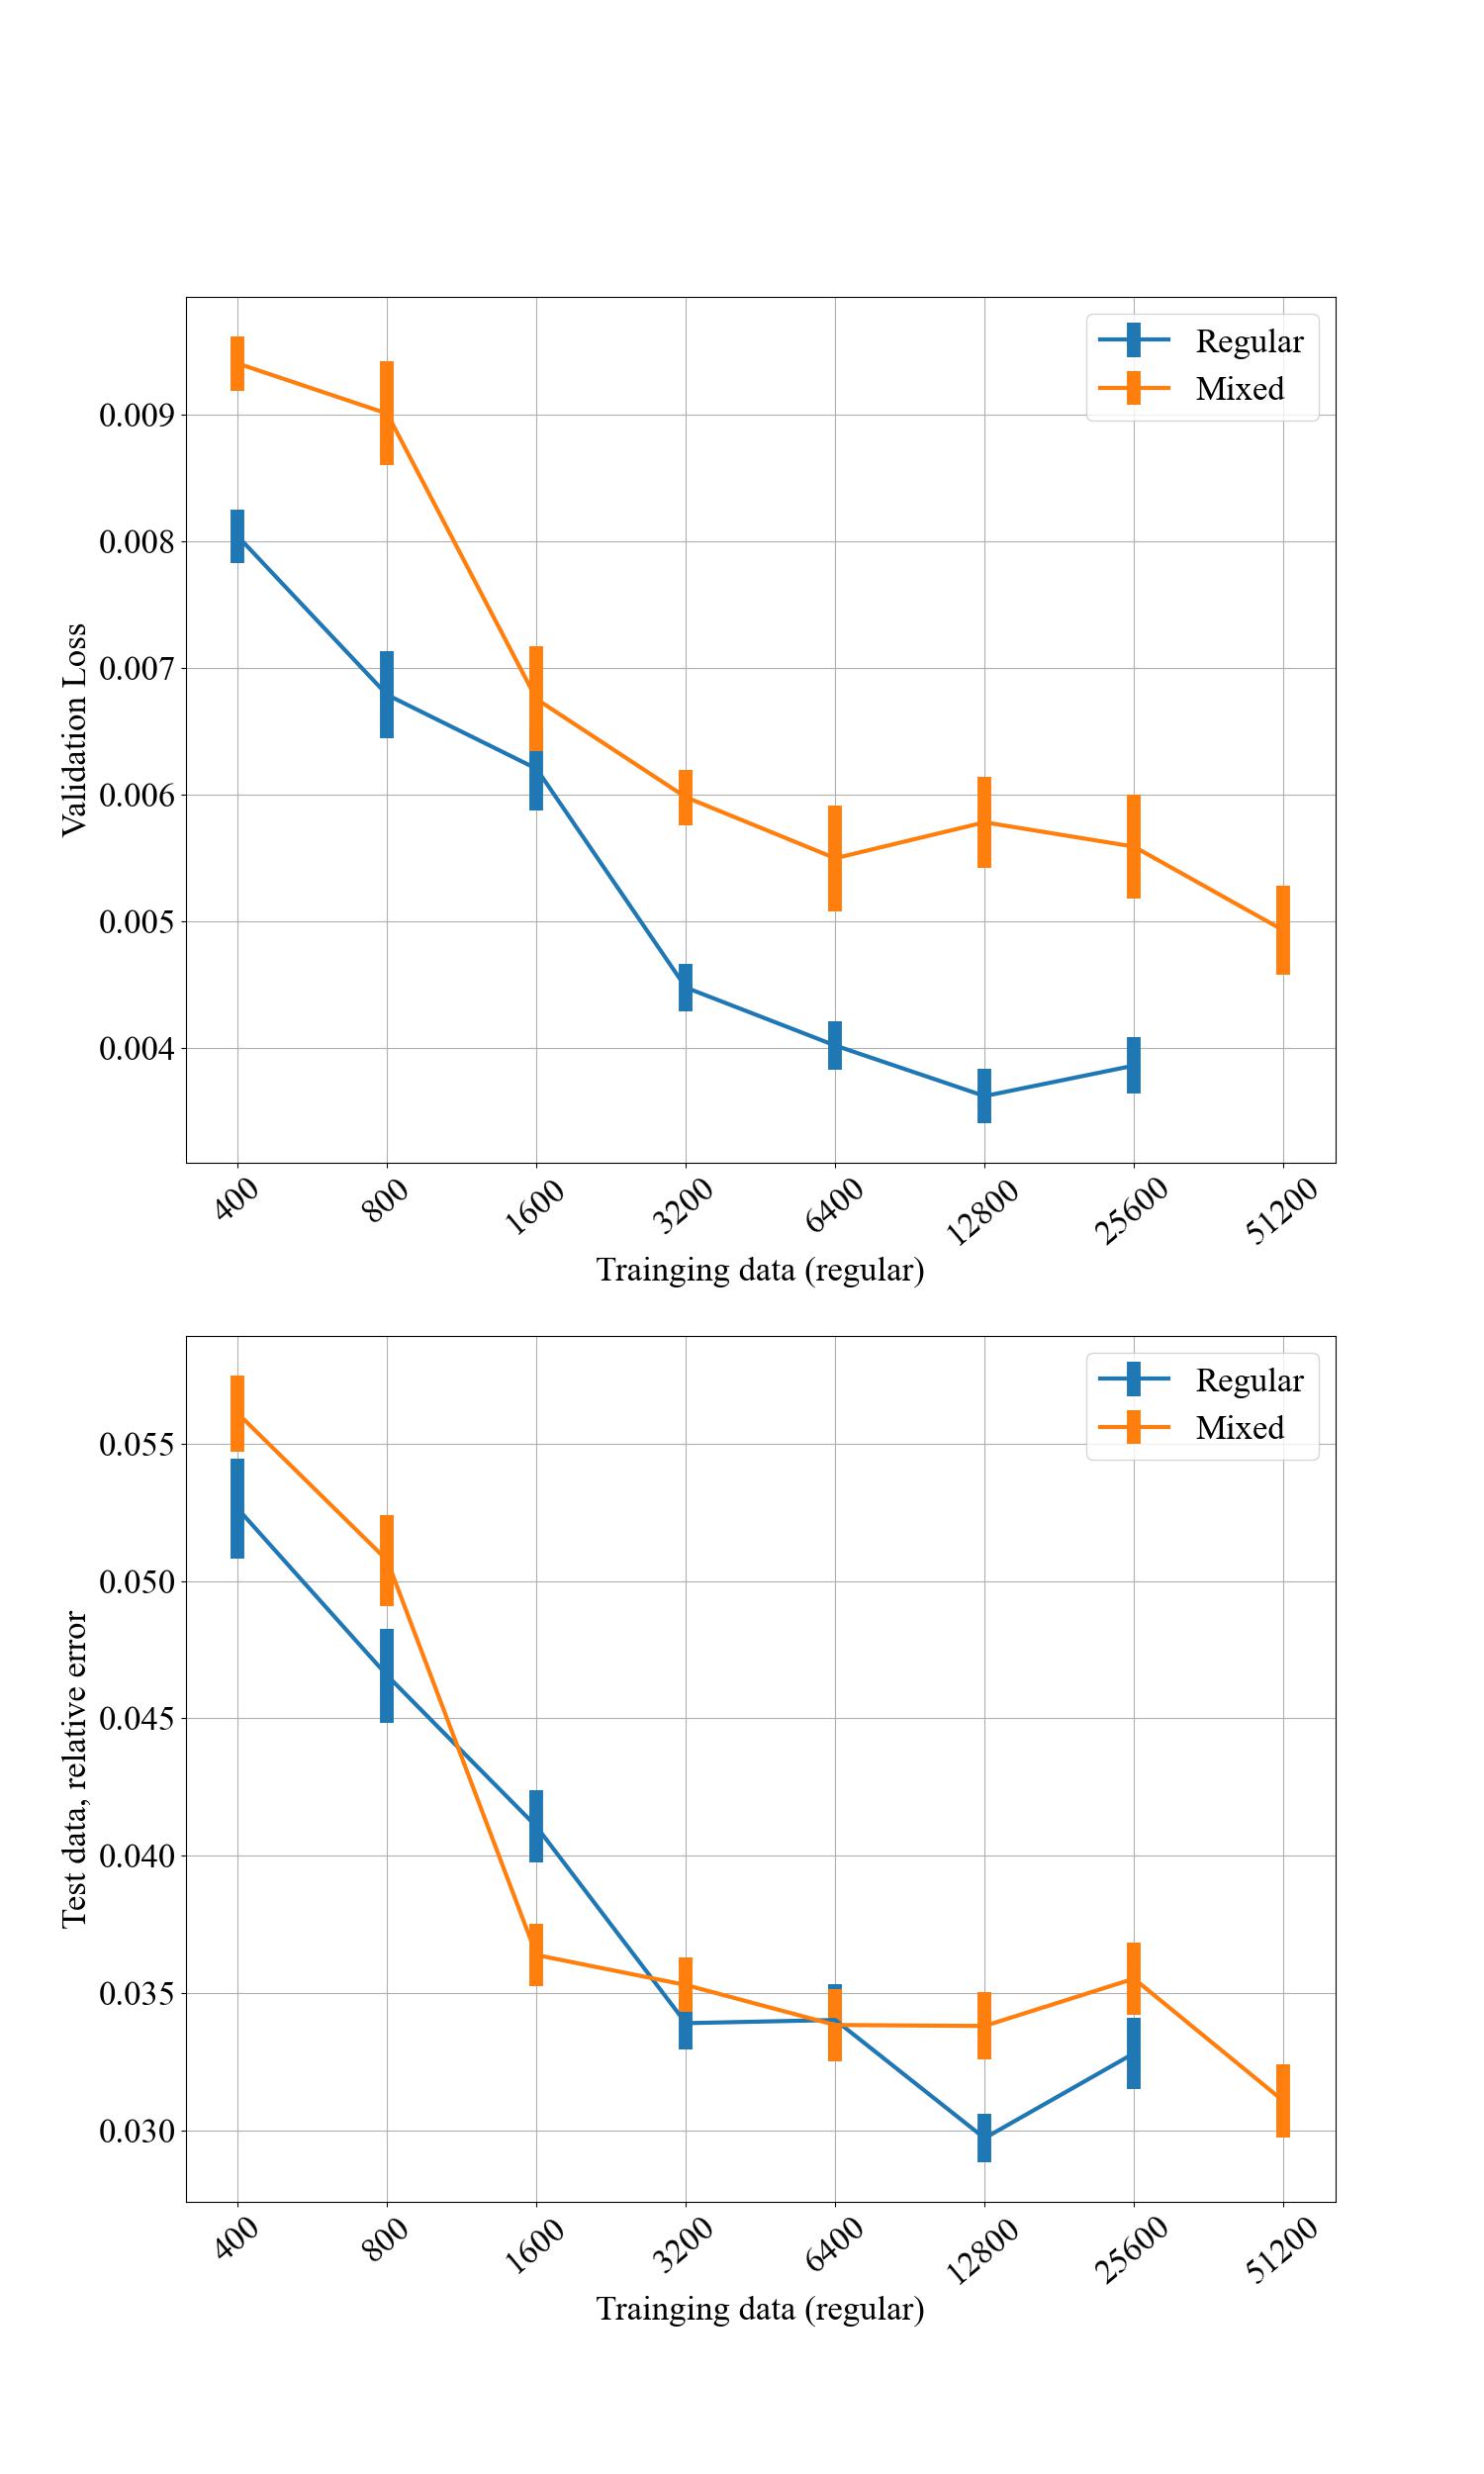 Regular
Mixed
0.009
0.008
0.007
0.006
0.005
0.004
Validation Loss
400 800 1600 3200 6400 12800 25600 51200
Trainging data (regular)
Regular
Mixed
0.055
0.050
0.045
0.040
0.035
0.030
Test data, relative error
400 800 1600 3200 6400 12800 25600 51200
Trainging data (regular)